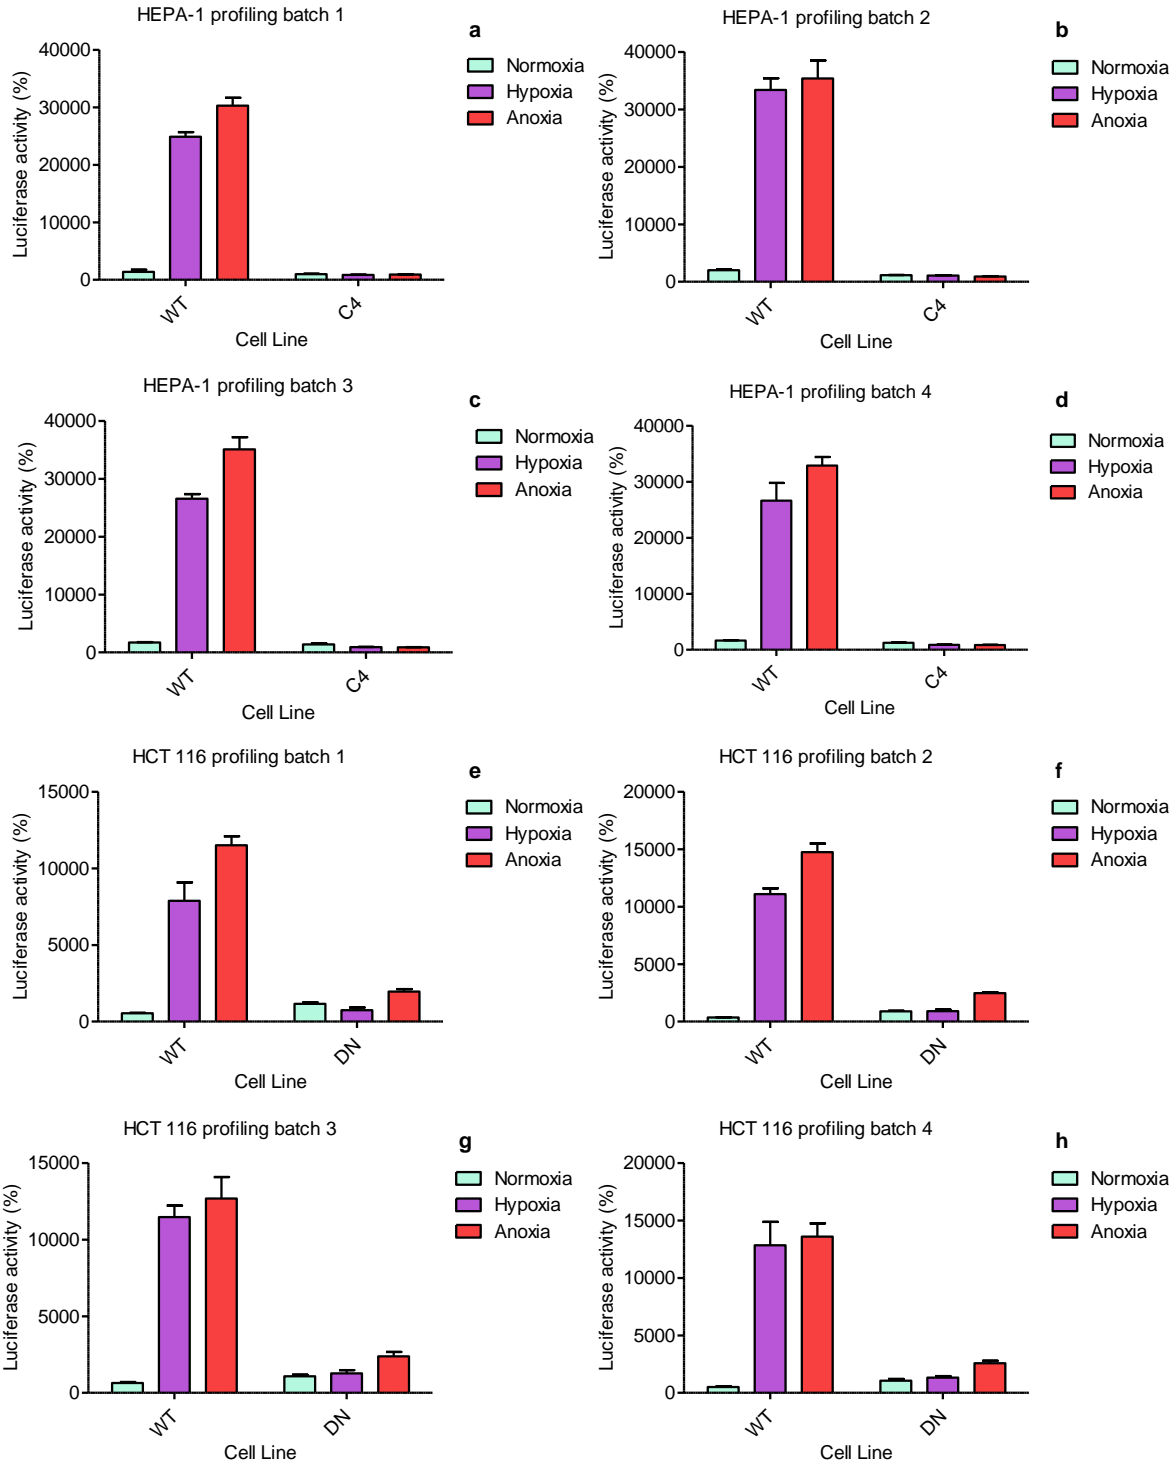 HEPA-1 profiling batch 1
a
Luciferase activity (%)
40000
30000
20000
10000
0
Normoxia
Hypoxia
Anoxia
WT
C4
Cell Line
HEPA-1 profiling batch 2
b
Luciferase activity (%)
40000
30000
20000
10000
0
Normoxia
Hypoxia
Anoxia
WT
C4
Cell Line
HEPA-1 profiling batch 3
c
Luciferase activity (%)
40000
30000
20000
10000
0
Normoxia
Hypoxia
Anoxia
WT
C4
Cell Line
HEPA-1 profiling batch 4
d
Luciferase activity (%)
40000
30000
20000
10000
0
Normoxia
Hypoxia
Anoxia
WT
C4
Cell Line
HCT 116 profiling batch 1
e
Luciferase activity (%)
15000
10000
5000
0
Normoxia
Hypoxia
Anoxia
WT
DN
Cell Line
HCT 116 profiling batch 2
f
Luciferase activity (%)
20000
15000
10000
5000
0
Normoxia
Hypoxia
Anoxia
WT
DN
Cell Line
HCT 116 profiling batch 3
g
Luciferase activity (%)
15000
10000
5000
0
Normoxia
Hypoxia
Anoxia
WT
DN
Cell Line
HCT 116 profiling batch 4
h
Luciferase activity (%)
20000
15000
10000
5000
0
Normoxia
Hypoxia
Anoxia
WT
DN
Cell Line